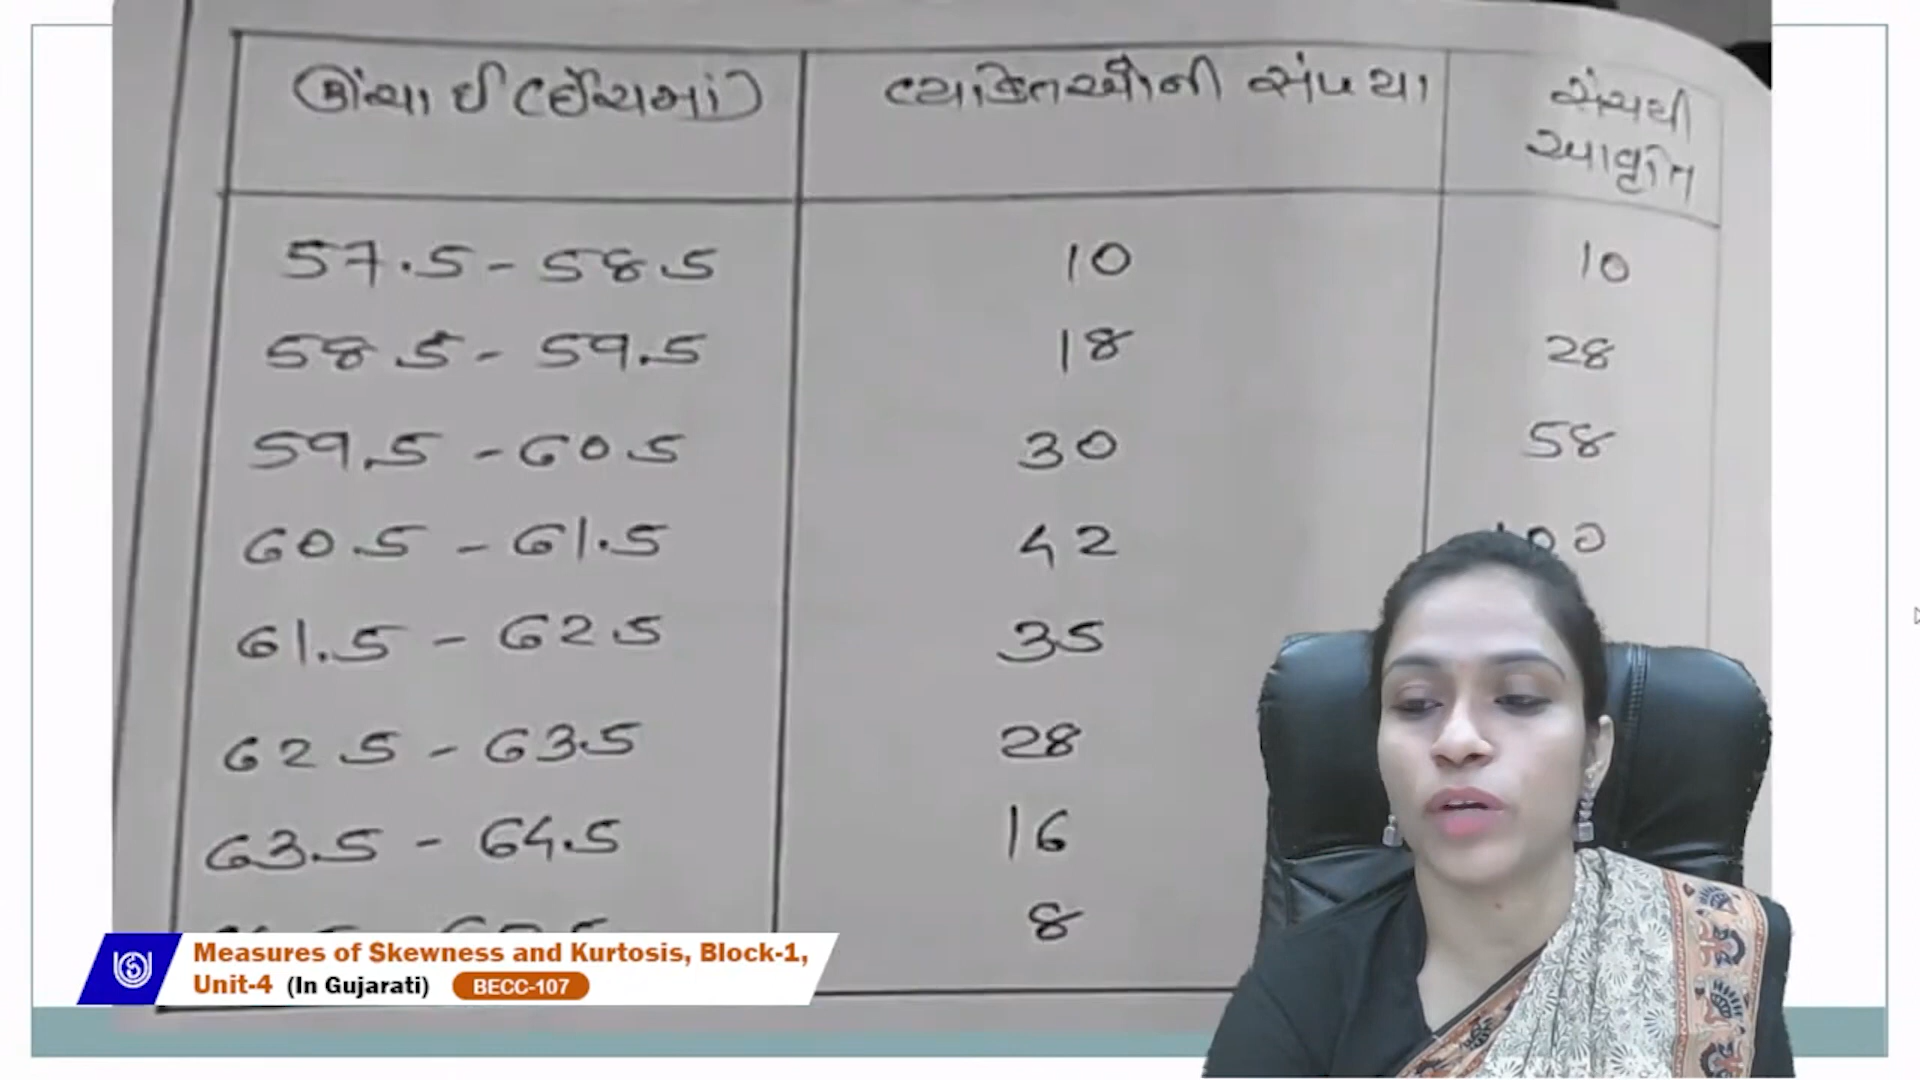 ઊંચાઈ (ઈંચમાં) વ્યક્તિઓની સંખ્યા સંચયી
આવૃત્તિ
57.5 - 58.5 10 10
58.5 - 59.5 18 28
59.5 - 60.5 30 58
60.5 - 61.5 42
61.5 - 62.5 35
62.5 - 63.5 28
63.5 - 64.5 16
8
Measures of Skewness and Kurtosis, Block-1,
Unit-4 (In Gujarati) BECC-107